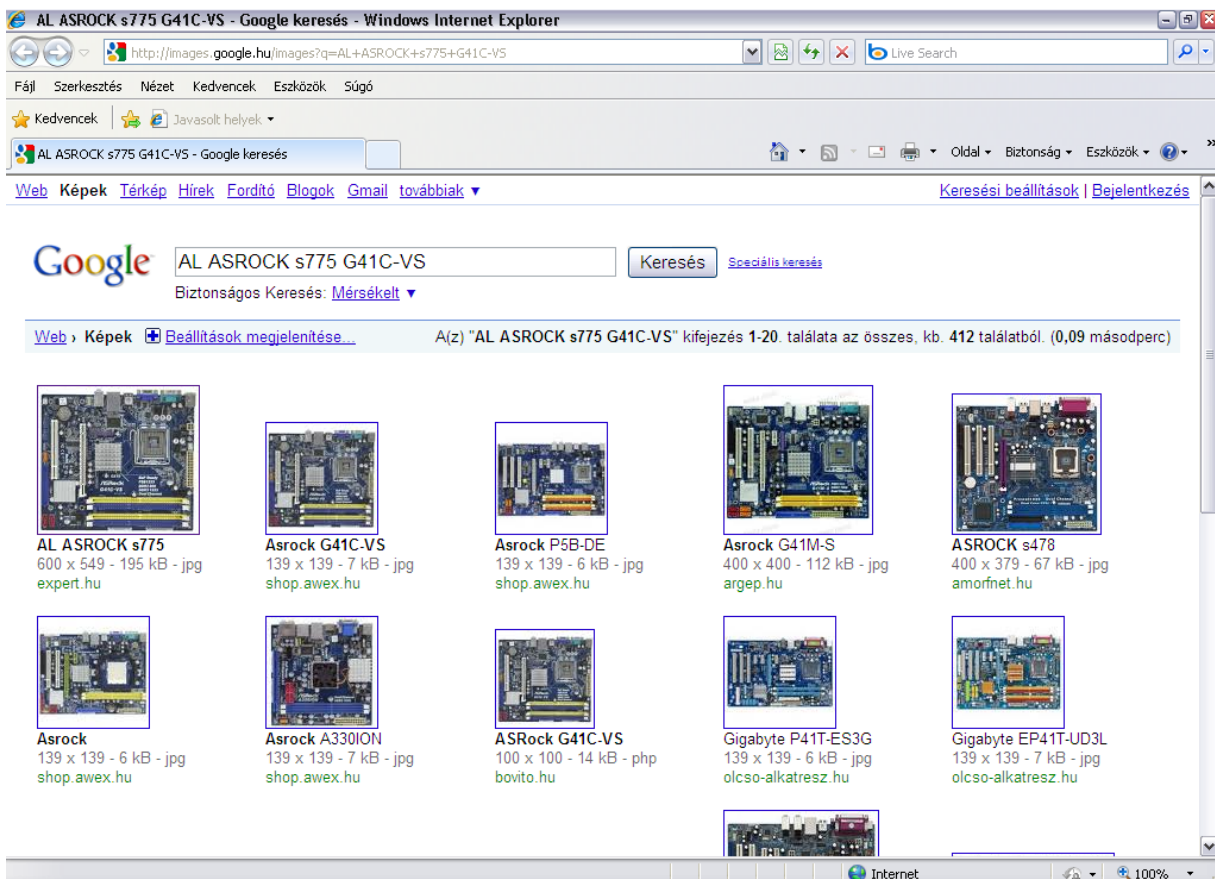 AL ASROCK s775 G41C-VS - Google keresés - Windows Internet Explorer
http://images.google.hu/images?q=AL+ASROCK+s775+G41C-VS
Live Search
Fájl Szerkesztés Nézet Kedvencek Eszközök Súgó
Kedvencek Javasolt helyek
AL ASROCK s775 G41C-VS - Google keresés
Oldal Biztonság Eszközök
Web Képek Térkép Hírek Fordító Blogok Gmail továbbiak ▼
Keresési beállítások | Bejelentkezés
Google
AL ASROCK s775 G41C-VS
Keresés
Speciális keresés
Biztonságos Keresés: Mérsékelt ▼
Web › Képek Beállítások megjelenítése...
A(z) "AL ASROCK s775 G41C-VS" kifejezés 1-20. találata az összes, kb. 412 találatból. (0,09 másodperc)
AL ASROCK s775
600 x 549 - 195 kB - jpg
expert.hu
Asrock G41C-VS
139 x 139 - 7 kB - jpg
shop.awex.hu
Asrock P5B-DE
139 x 139 - 6 kB - jpg
shop.awex.hu
Asrock G41M-S
400 x 400 - 112 kB - jpg
argep.hu
ASROCK s478
400 x 379 - 67 kB - jpg
amorfnet.hu
Asrock
139 x 139 - 6 kB - jpg
shop.awex.hu
Asrock A330ION
139 x 139 - 7 kB - jpg
shop.awex.hu
ASRock G41C-VS
100 x 100 - 14 kB - php
bovito.hu
Gigabyte P41T-ES3G
139 x 139 - 6 kB - jpg
olcso-alkatresz.hu
Gigabyte EP41T-UD3L
139 x 139 - 7 kB - jpg
olcso-alkatresz.hu
Internet
100%